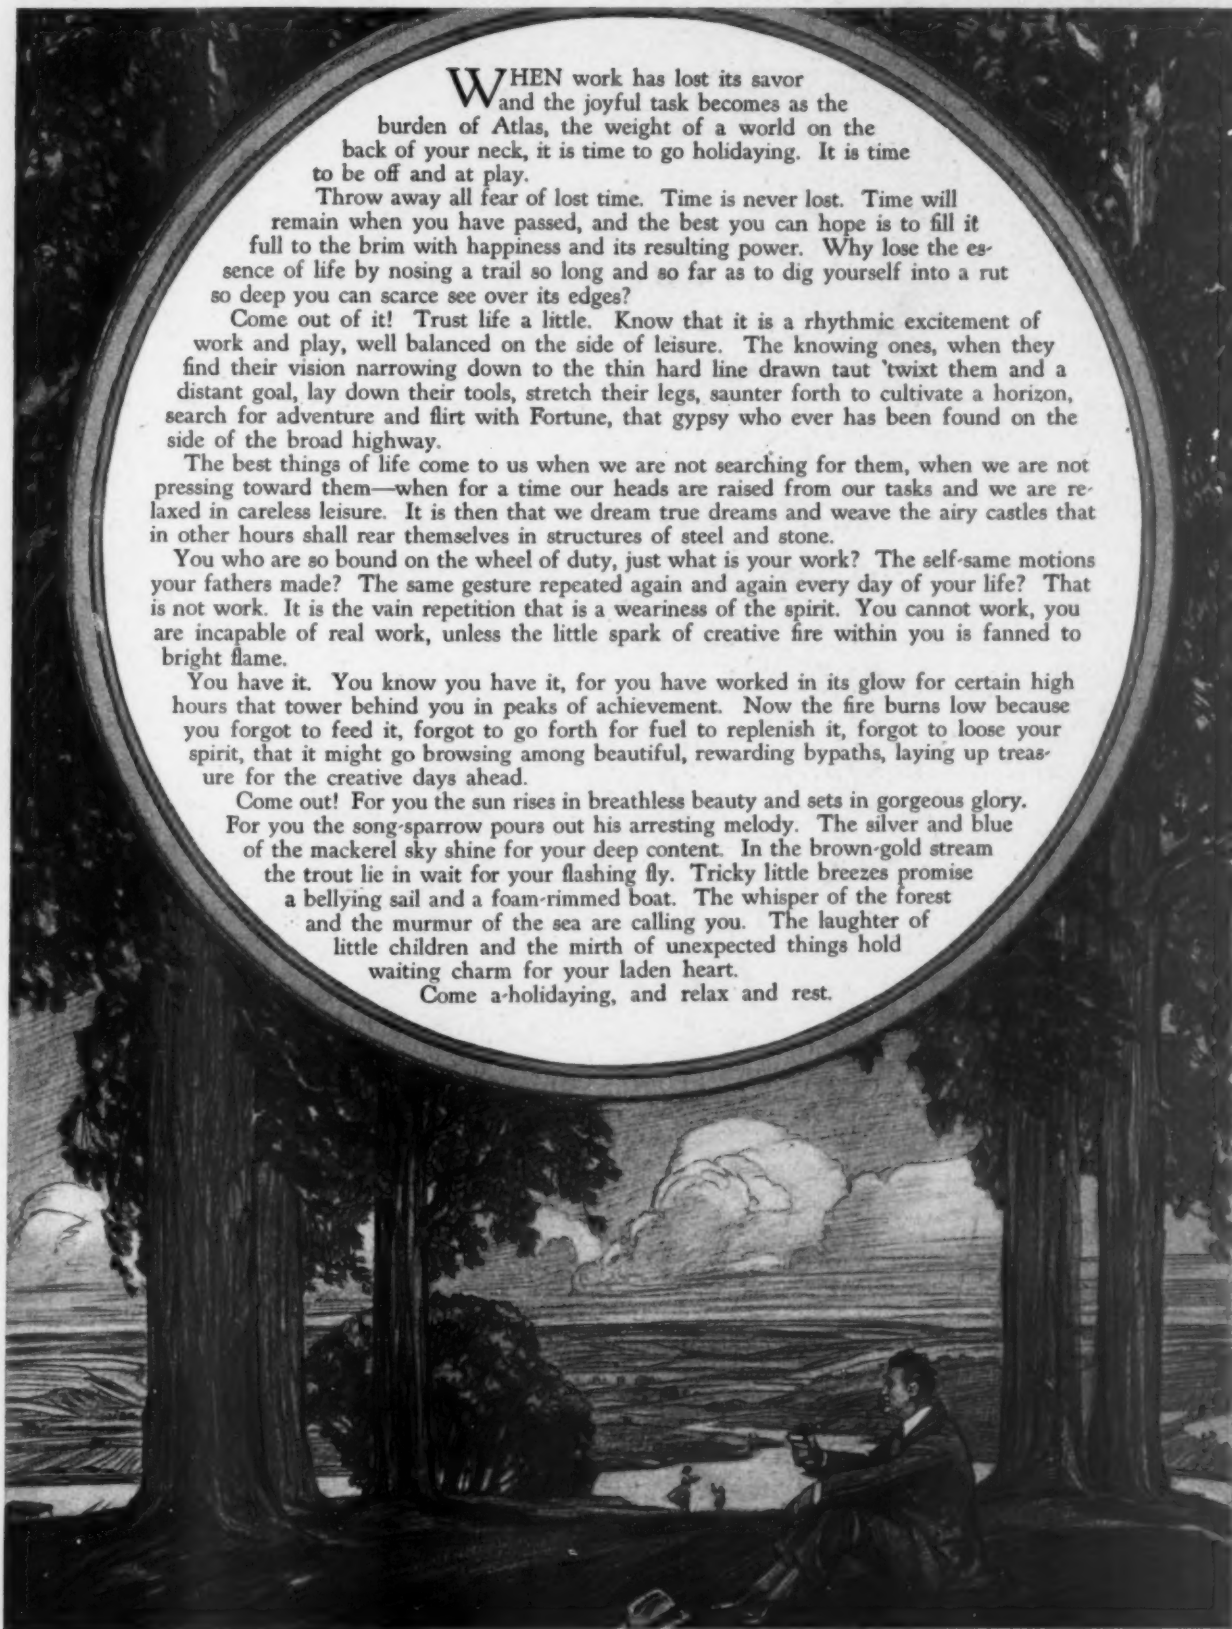 WHEN work has lost its savor
and the joyful task becomes as the
burden of Atlas, the weight of a world on the
back of your neck, it is time to go holidaying. It is time
to be off and at play.
Throw away all fear of lost time. Time is never lost. Time will
remain when you have passed, and the best you can hope is to fill it
full to the brim with happiness and its resulting power. Why lose the es-
sence of life by nosing a trail so long and so far as to dig yourself into a rut
so deep you can scarce see over its edges?
Come out of it! Trust life a little. Know that it is a rhythmic excitement of
work and play, well balanced on the side of leisure. The knowing ones, when they
find their vision narrowing down to the thin hard line drawn taut 'twixt them and a
distant goal, lay down their tools, stretch their legs, saunter forth to cultivate a horizon,
search for adventure and flirt with Fortune, that gypsy who ever has been found on the
side of the broad highway.
The best things of life come to us when we are not searching for them, when we are not
pressing toward them—when for a time our heads are raised from our tasks and we are re-
laxed in careless leisure. It is then that we dream true dreams and weave the airy castles that
in other hours shall rear themselves in structures of steel and stone.
You who are so bound on the wheel of duty, just what is your work? The self-same motions
your fathers made? The same gesture repeated again and again every day of your life? That
is not work. It is the vain repetition that is a weariness of the spirit. You cannot work, you
are incapable of real work, unless the little spark of creative fire within you is fanned to
bright flame.
You have it. You know you have it, for you have worked in its glow for certain high
hours that tower behind you in peaks of achievement. Now the fire burns low because
you forgot to feed it, forgot to go forth for fuel to replenish it, forgot to loose your
spirit, that it might go browsing among beautiful, rewarding bypaths, laying up treas-
ure for the creative days ahead.
Come out! For you the sun rises in breathless beauty and sets in gorgeous glory.
For you the song-sparrow pours out his arresting melody. The silver and blue
of the mackerel sky shine for your deep content. In the brown-gold stream
the trout lie in wait for your flashing fly. Tricky little breezes promise
a bellying sail and a foam-rimmed boat. The whisper of the forest
and the murmur of the sea are calling you. The laughter of
little children and the mirth of unexpected things hold
waiting charm for your laden heart.
Come a-holidaying, and relax and rest.